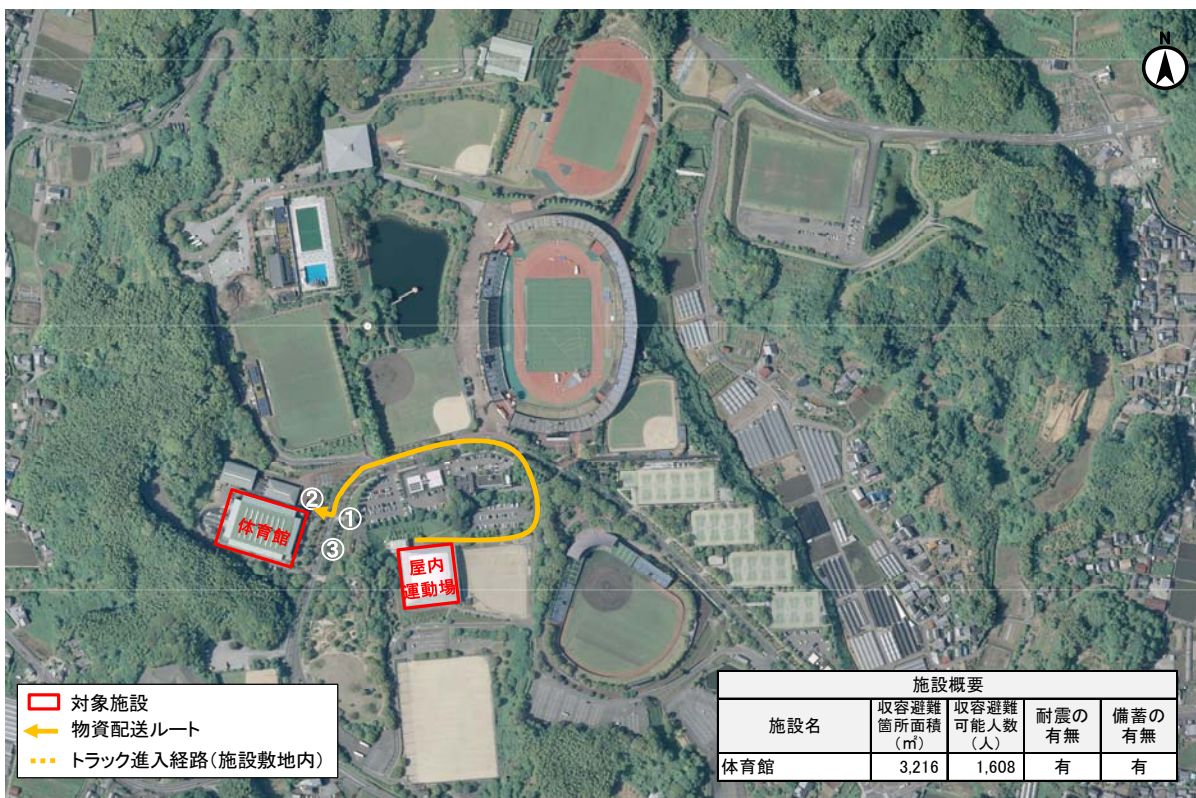 N
②
①
体育館
③
屋内
運動場
対象施設
物資配送ルート
トラック進入経路(施設敷地内)
施設概要
施設名 収容避難箇所面積(㎡) 収容避難可能人数(人) 耐震の有無 備蓄の有無
体育館 3,216 1,608 有 有